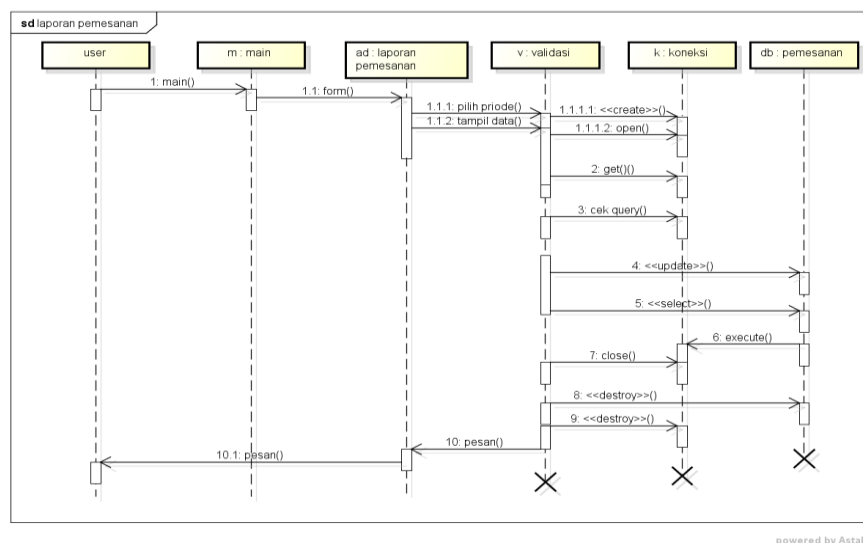 sd laporan pemesanan
user
m : main
ad : laporan
pemesanan
v : validasi
k : koneksi
db : pemesanan
1: main()
1.1: form()
1.1.1: pilih priode()
1.1.1.1: <<create>>()
1.1.2: tampil data()
1.1.1.2: open()
2: get()()
3: cek query()
4: <<update>>()
5: <<select>>()
6: execute()
7: close()
8: <<destroy>>()
9: <<destroy>>()
10: pesan()
10.1: pesan()
powered by Astah